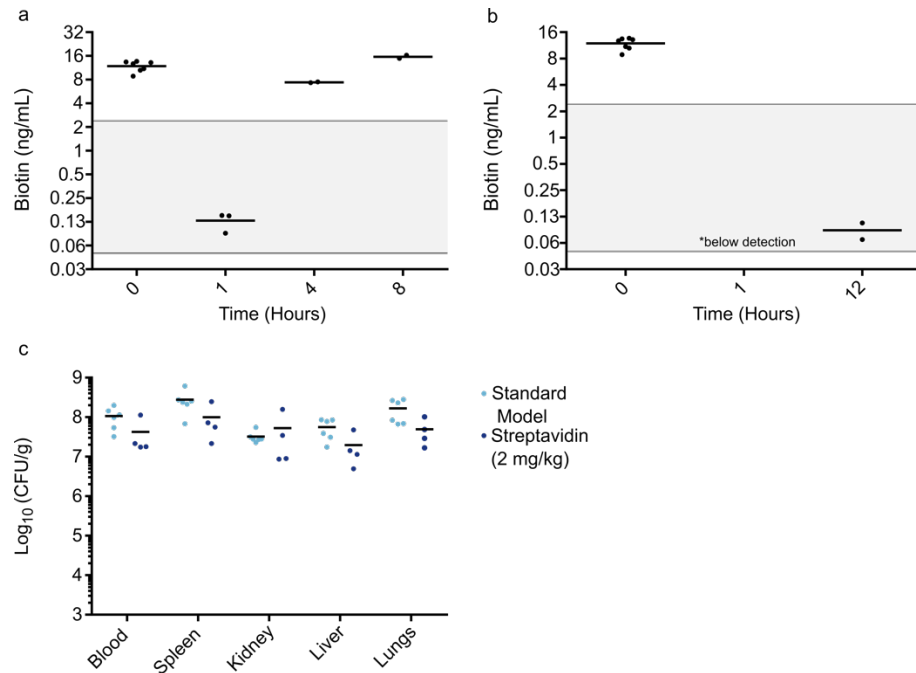 a
32
16
8
4
2
1
0.5
0.25
0.13
0.06
0.03
Biotin (ng/mL)
0 1 4 8
Time (Hours)
b
16
8
4
2
1
0.5
0.25
0.13
0.06
0.03
Biotin (ng/mL)
*below detection
0 1 12
Time (Hours)
c
9
8
7
6
5
4
3
Log10 (CFU/g)
Blood Spleen Kidney Liver Lungs
Standard
Model
Streptavidin
(2 mg/kg)